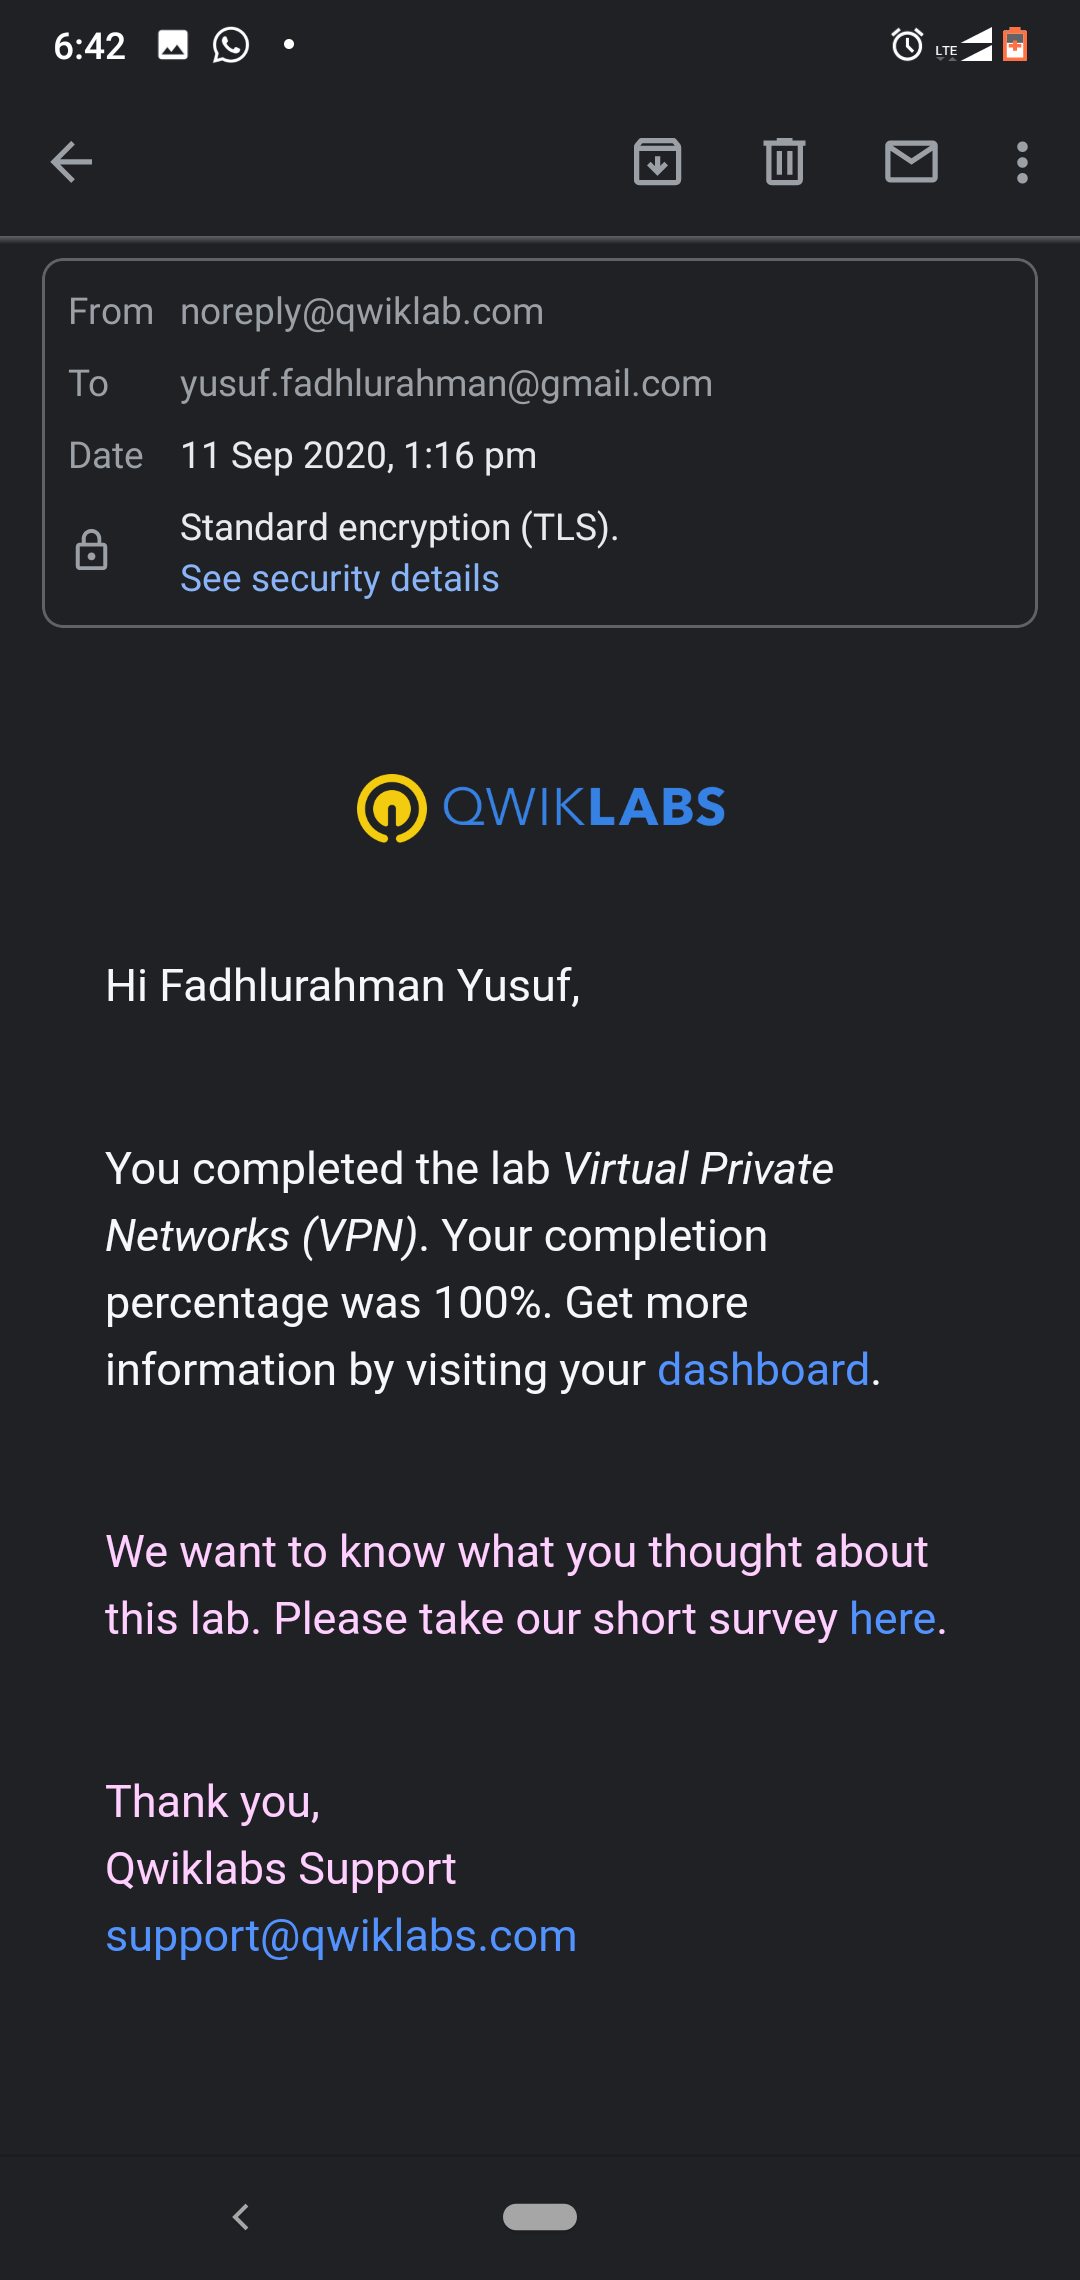 6:42
LTE
From noreply@qwiklab.com
To yusuf.fadhlurahman@gmail.com
Date 11 Sep 2020, 1:16 pm
Standard encryption (TLS).
See security details
QWIKLABS
Hi Fadhlurahman Yusuf,
You completed the lab Virtual Private
Networks (VPN). Your completion
percentage was 100%. Get more
information by visiting your dashboard.
We want to know what you thought about
this lab. Please take our short survey here.
Thank you,
Qwiklabs Support
support@qwiklabs.com